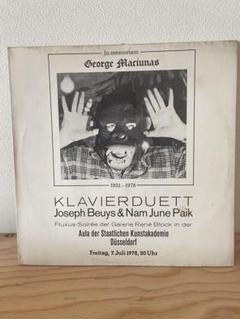 In memoriam
George Maciunas
1931 – 1978
KLAVIERDUETT
Joseph Beuys & Nam June Paik
Fluxus-Soirée der Galerie René Block in der
Aula der Staatlichen Kunstakademie
Düsseldorf
Freitag, 7. Juli 1978, 20 Uhr